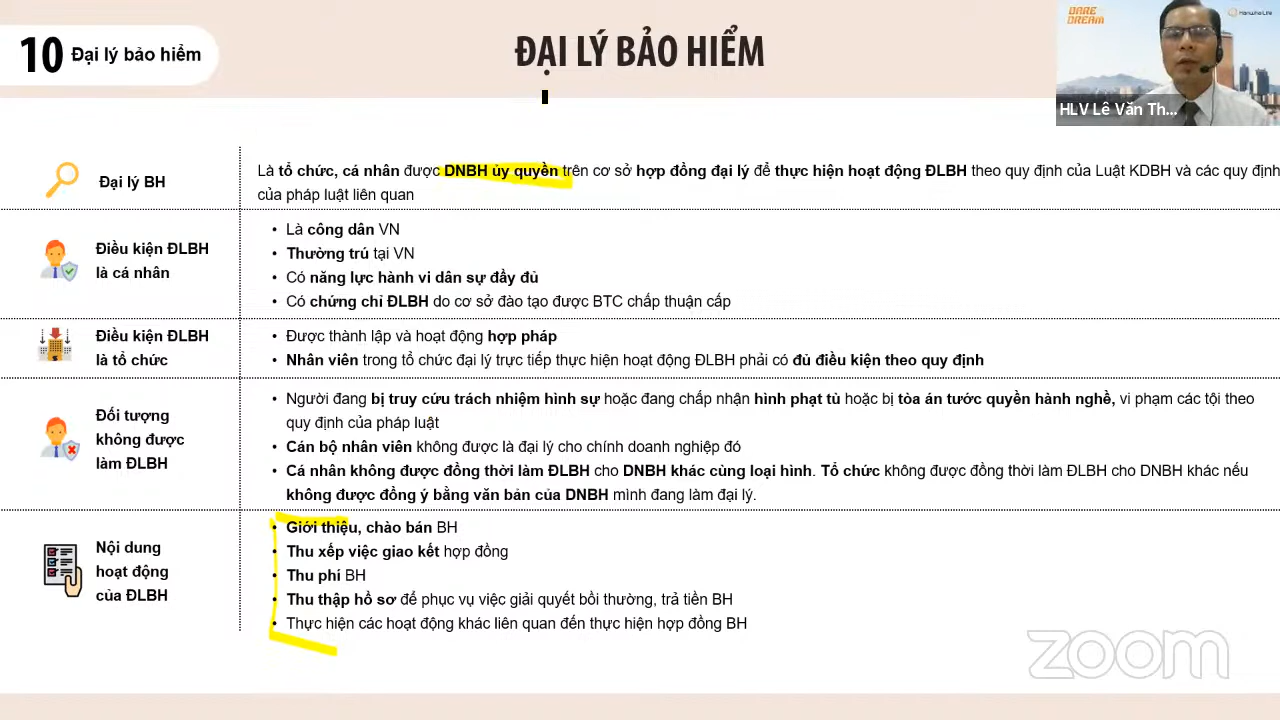 10 Đại lý bảo hiểm
ĐẠI LÝ BẢO HIỂM
DARE DREAM
Hanwha Life
HLV Lê Văn Th...
Đại lý BH
Là tổ chức, cá nhân được DNBH ủy quyền trên cơ sở hợp đồng đại lý để thực hiện hoạt động ĐLBH theo quy định của Luật KDBH và các quy định
của pháp luật liên quan
Điều kiện ĐLBH
là cá nhân
• Là công dân VN
• Thường trú tại VN
• Có năng lực hành vi dân sự đầy đủ
• Có chứng chỉ ĐLBH do cơ sở đào tạo được BTC chấp thuận cấp
Điều kiện ĐLBH
là tổ chức
• Được thành lập và hoạt động hợp pháp
• Nhân viên trong tổ chức đại lý trực tiếp thực hiện hoạt động ĐLBH phải có đủ điều kiện theo quy định
Đối tượng
không được
làm ĐLBH
• Người đang bị truy cứu trách nhiệm hình sự hoặc đang chấp nhận hình phạt tù hoặc bị tòa án tước quyền hành nghề, vi phạm các tội theo
quy định của pháp luật
• Cán bộ nhân viên không được là đại lý cho chính doanh nghiệp đó
• Cá nhân không được đồng thời làm ĐLBH cho DNBH khác cùng loại hình. Tổ chức không được đồng thời làm ĐLBH cho DNBH khác nếu
không được đồng ý bằng văn bản của DNBH mình đang làm đại lý.
Nội dung
hoạt động
của ĐLBH
• Giới thiệu, chào bán BH
• Thu xếp việc giao kết hợp đồng
• Thu phí BH
• Thu thập hồ sơ để phục vụ việc giải quyết bồi thường, trả tiền BH
• Thực hiện các hoạt động khác liên quan đến thực hiện hợp đồng BH
zoom